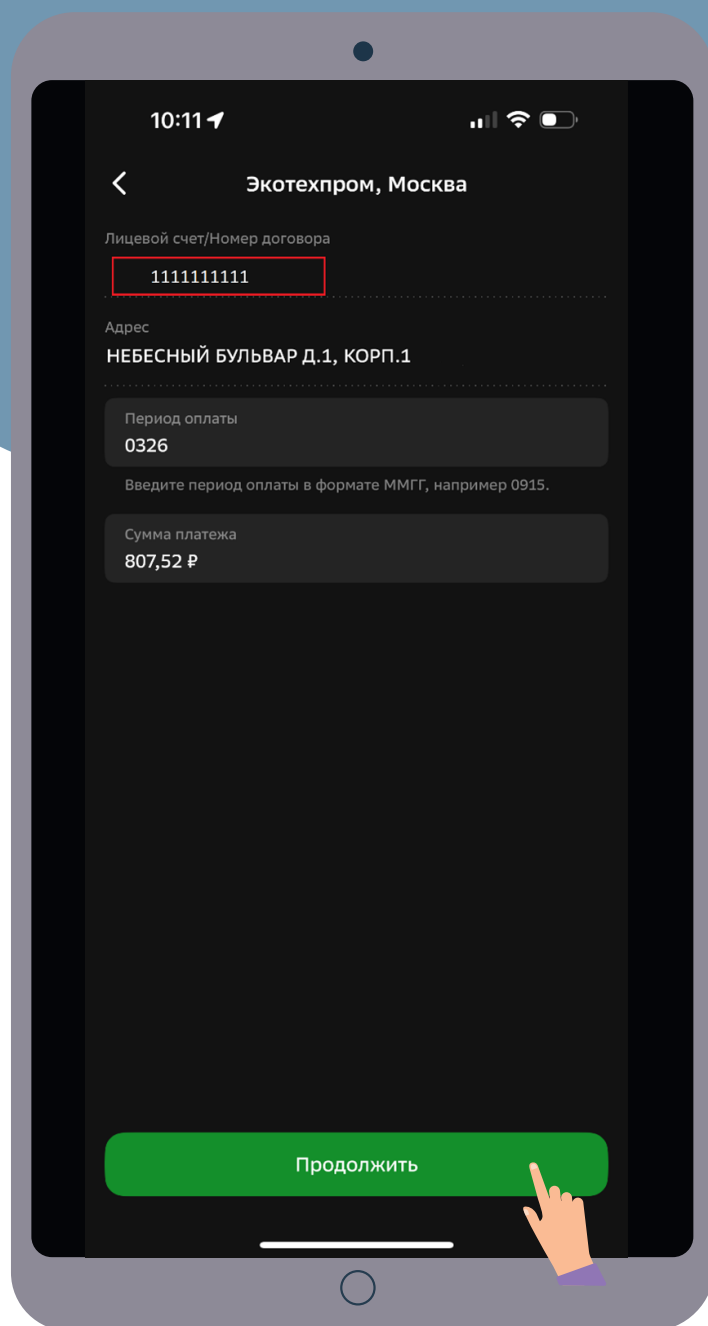 10:11
Экотехпром, Москва
Лицевой счет/Номер договора
1111111111
Адрес
НЕБЕСНЫЙ БУЛЬВАР Д.1, КОРП.1
Период оплаты
0326
Введите период оплаты в формате ММГГ, например 0915.
Сумма платежа
807,52 ₽
Продолжить